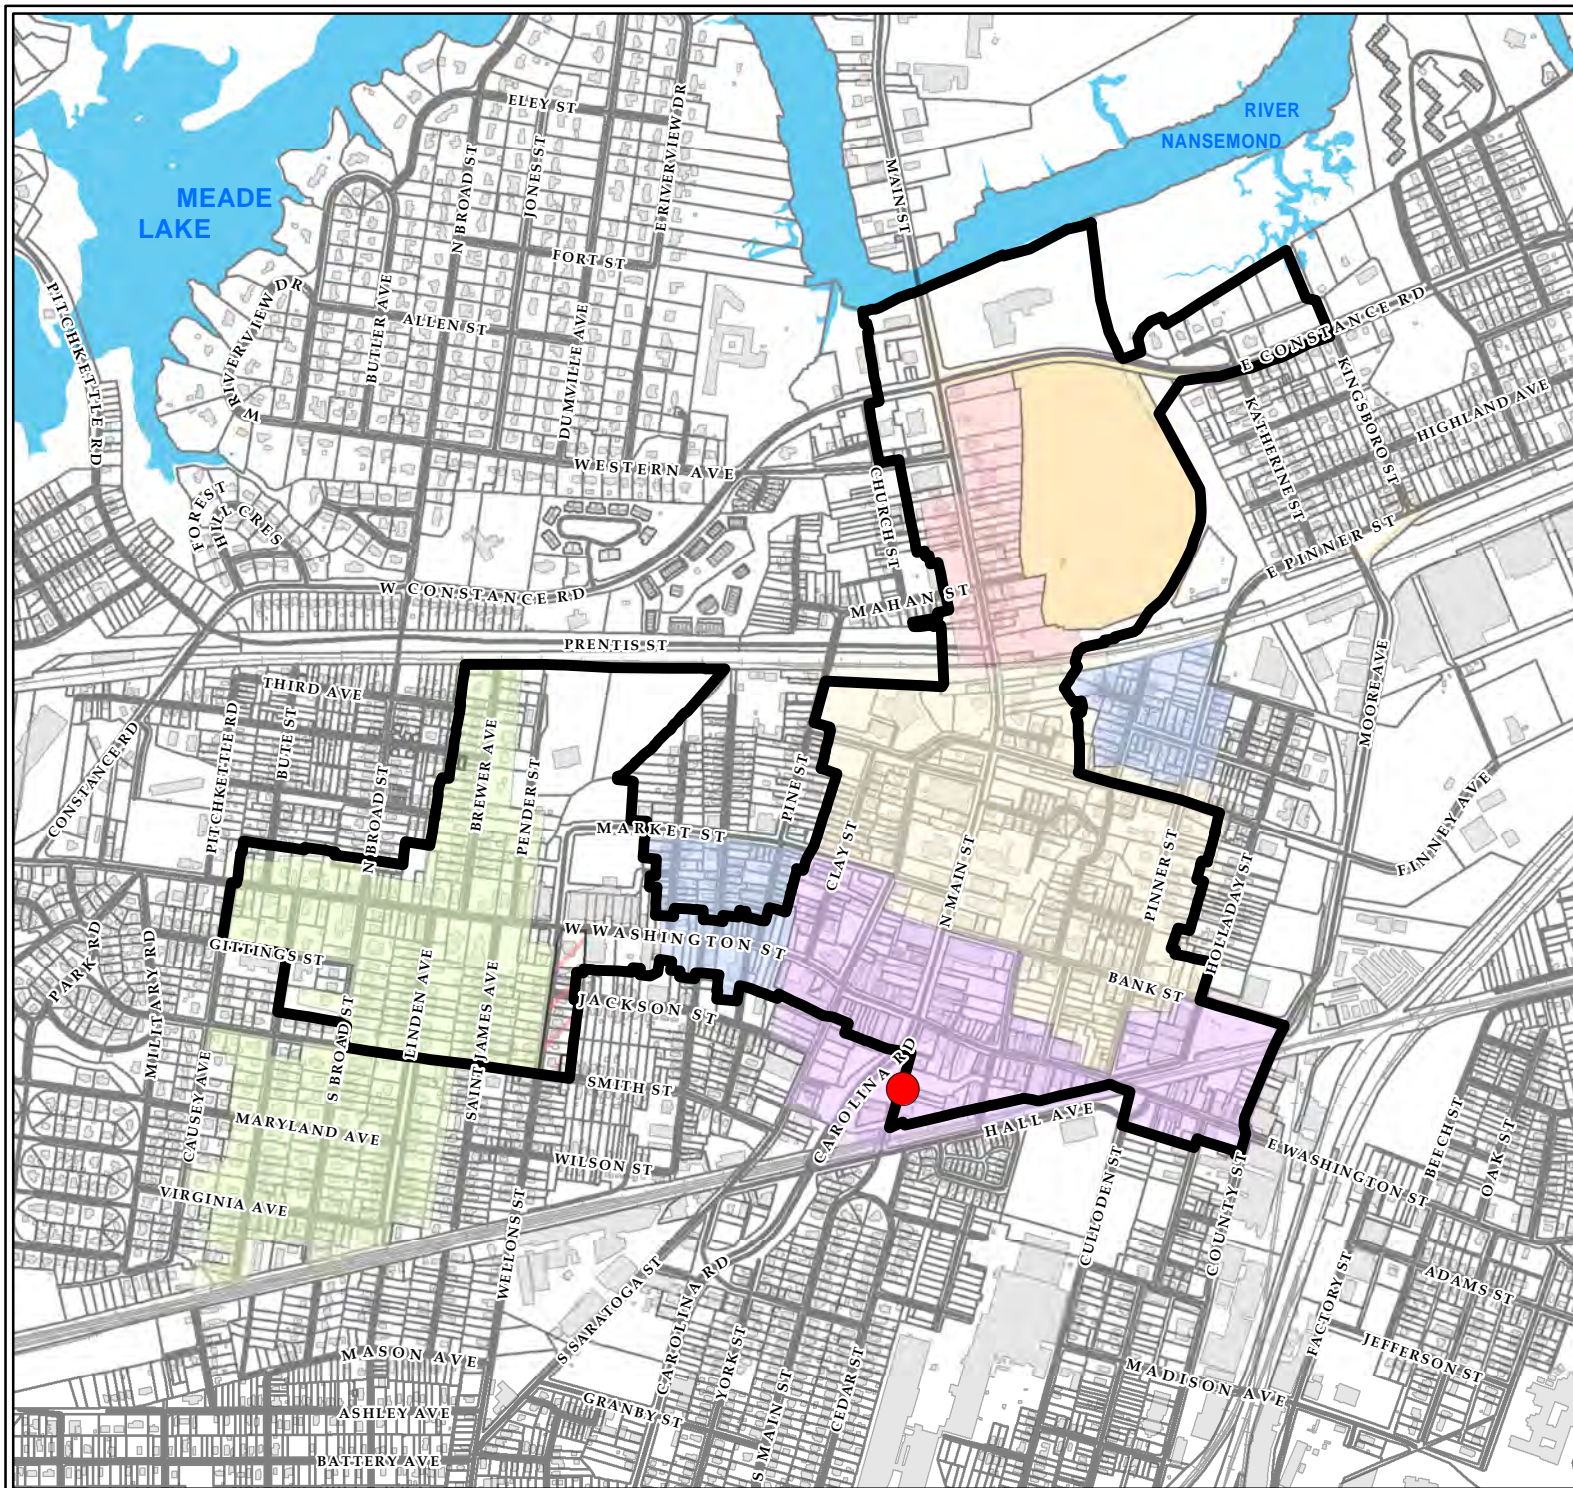 ELEY ST
RIVER
NANSEMOND
N BROAD ST
JONES ST
E RIVERVIEW DR
MAIN ST
MEADE
LAKE
FORT ST
W RIVERVIEW DR
BUTLER AVE
ALLEN ST
DUMVILLE AVE
PITCHKETTLE RD
E CONSTANCE RD
KINGSBORO ST
KATHERINE ST
HIGHLAND AVE
WESTERN AVE
CHURCH ST
FOREST
HILL CRES
E PINNER ST
W CONSTANCE RD
MAHAN ST
PRENTIS ST
MOORE AVE
THIRD AVE
PITCHKETTLE RD
BUTE ST
N BROAD ST
BREWER AVE
PENDER ST
CONSTANCE RD
PINE ST
MARKET ST
CLAY ST
N MAIN ST
PINNER ST
HOLLADAY ST
FINNEY AVE
PARK RD
MILITARY RD
GITTINGS ST
W WASHINGTON ST
LINDEN AVE
SAINT JAMES AVE
BANK ST
JACKSON ST
S BROAD ST
CAUSEY AVE
SMITH ST
CAROLINA RD
HALL AVE
MARYLAND AVE
WILSON ST
E WASHINGTON ST
BEECH ST
OAK ST
VIRGINIA AVE
WELLONS ST
CULLODEN ST
COUNTY ST
S SARATOGA ST
CAROLINA RD
FACTORY ST
ADAMS ST
MASON AVE
YORK ST
S MAIN ST
CEDAR ST
MADISON AVE
JEFFERSON ST
GRANBY ST
ASHLEY AVE
BATTERY AVE